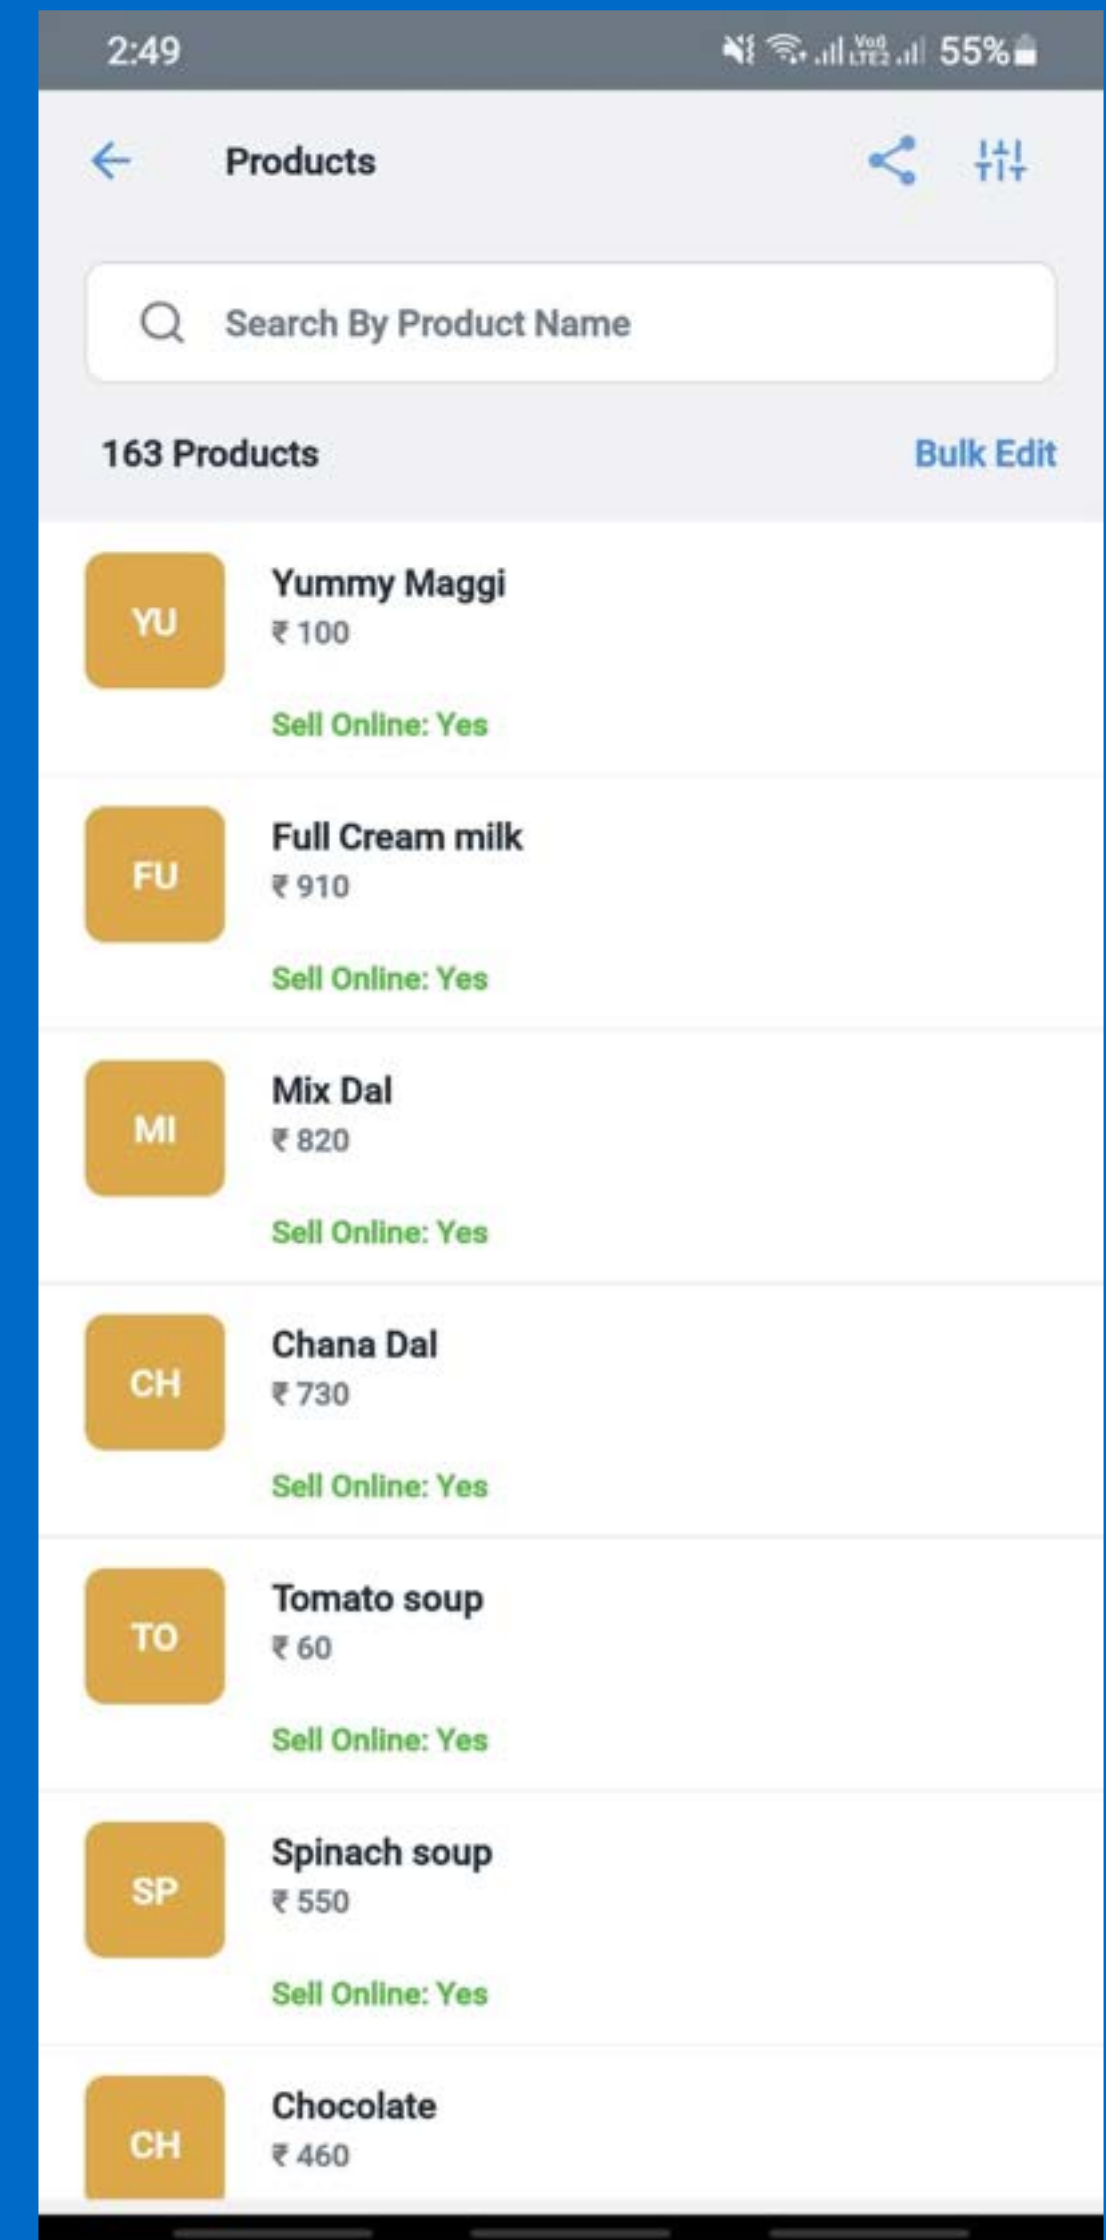 2:49
55%
Products
Search By Product Name
163 Products
Bulk Edit
YU
Yummy Maggi
₹ 100
Sell Online: Yes
FU
Full Cream milk
₹ 910
Sell Online: Yes
MI
Mix Dal
₹ 820
Sell Online: Yes
CH
Chana Dal
₹ 730
Sell Online: Yes
TO
Tomato soup
₹ 60
Sell Online: Yes
SP
Spinach soup
₹ 550
Sell Online: Yes
CH
Chocolate
₹ 460